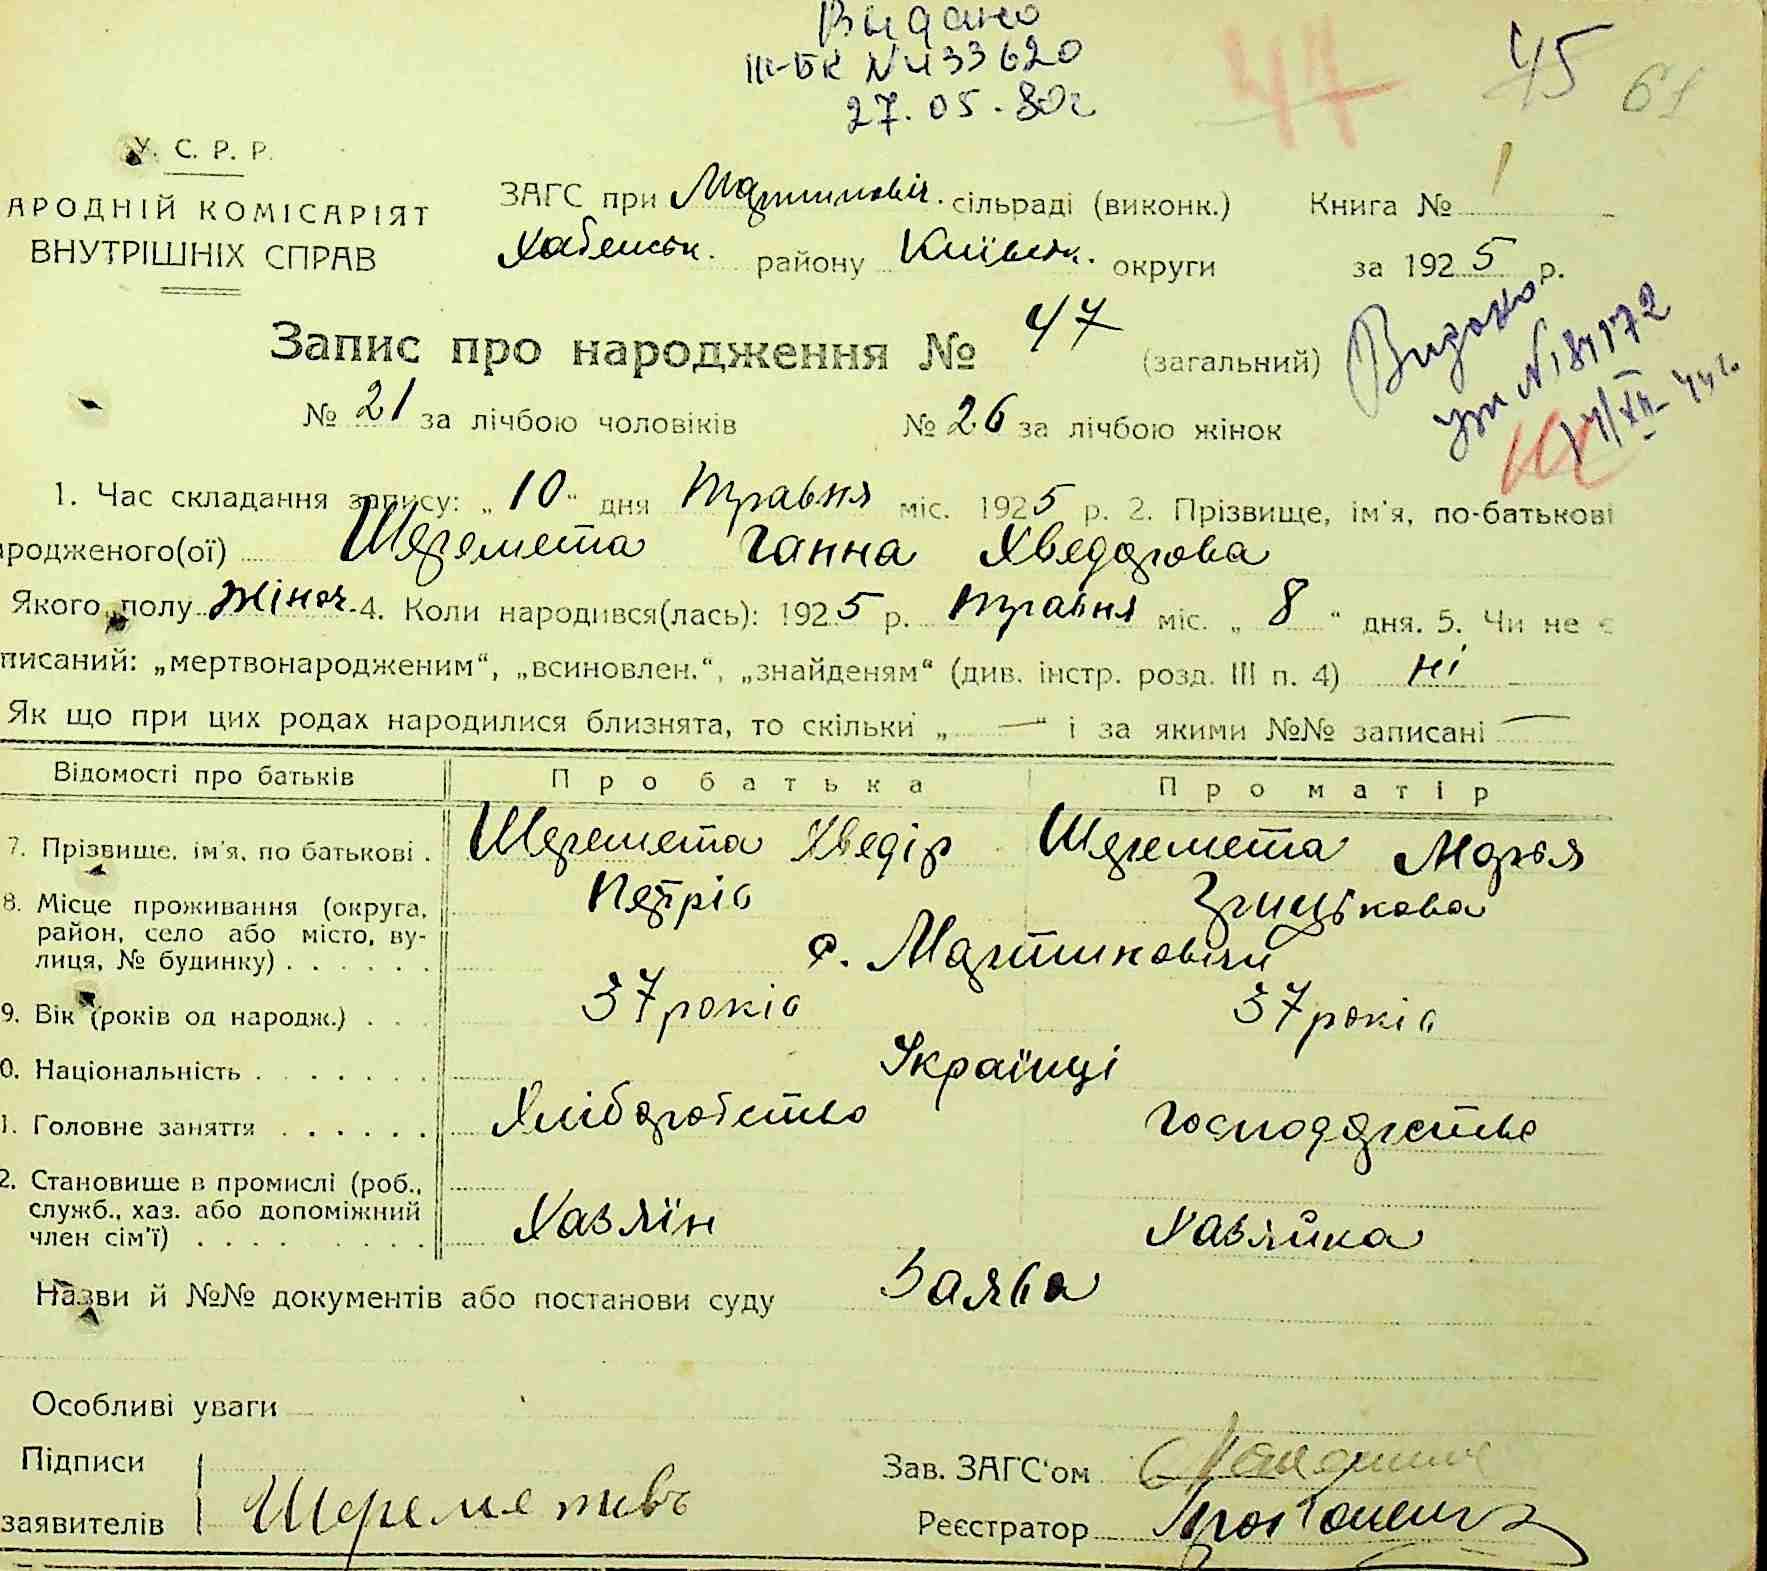 Видано
III-БК № 433620
27.05.80г
47 45 61
У. С. Р. Р.
АРОДНІЙ КОМІСАРІЯТ
ВНУТРІШНІХ СПРАВ
ЗАГС при Мартинович. сільраді (виконк.) Книга № 1
Хабенськ. району Київськ. округи за 1925 р.
Запис про народження № 47 (загальний)
Видано
№ 21 за лічбою чоловіків № 26 за лічбою жінок
1. Час складання запису: „10“ дня травня міс. 1925 р. 2. Прізвище, ім'я, по-батькові
ародженого(ої) Шеремета Ганна Хведорова
Якого полу жіноч. 4. Коли народився(лась): 1925 р. травня міс. „8“ дня. 5. Чи не є
писаний: „мертвонародженим“, „всиновлен.“, „знайденям“ (див. інстр. розд. III п. 4) ні
Як що при цих родах народилися близнята, то скільки „—“ і за якими №№ записані —
Відомості про батьків Про батька Про матір
7. Прізвище, ім'я, по батькові . Шеремета Хведір Петрів Шеремета Марья Грицькова
8. Місце проживання (округа,
район, село або місто, ву-
лиця, № будинку) . . . . . . с. Мартиновичи
9. Вік (років од народж.) . . . 37 років 37 років
0. Національність . . . . . . . Українці
1. Головне заняття . . . . . . Хліборобство Господарство
2. Становище в промислі (роб.,
служб., хаз. або допоміжний
член сім'ї) . . . . . . . . . Хазяїн Хазяйка
Назви й №№ документів або постанови суду Заява
Особливі уваги
Підписи
заявителів Шереметивъ
Зав. ЗАГС'ом
Реєстратор